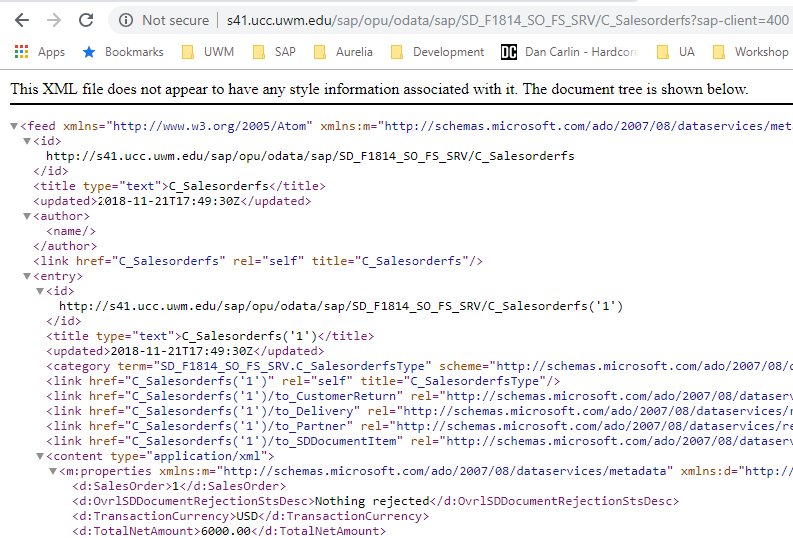 Not secure | s41.ucc.uwm.edu/sap/opu/odata/sap/SD_F1814_SO_FS_SRV/C_Salesorderfs?sap-client=400
Apps Bookmarks UWM SAP Aurelia Development DC Dan Carlin - Hardcore UA Workshop
This XML file does not appear to have any style information associated with it. The document tree is shown below.
▼<feed xmlns="http://www.w3.org/2005/Atom" xmlns:m="http://schemas.microsoft.com/ado/2007/08/dataservices/meta
▼<id>
http://s41.ucc.uwm.edu/sap/opu/odata/sap/SD_F1814_SO_FS_SRV/C_Salesorderfs
</id>
<title type="text">C_Salesorderfs</title>
<updated>2018-11-21T17:49:30Z</updated>
▼<author>
<name/>
</author>
<link href="C_Salesorderfs" rel="self" title="C_Salesorderfs"/>
▼<entry>
▼<id>
http://s41.ucc.uwm.edu/sap/opu/odata/sap/SD_F1814_SO_FS_SRV/C_Salesorderfs('1')
</id>
<title type="text">C_Salesorderfs('1')</title>
<updated>2018-11-21T17:49:30Z</updated>
<category term="SD_F1814_SO_FS_SRV.C_SalesorderfsType" scheme="http://schemas.microsoft.com/ado/2007/08/d
<link href="C_Salesorderfs('1')" rel="self" title="C_SalesorderfsType"/>
<link href="C_Salesorderfs('1')/to_CustomerReturn" rel="http://schemas.microsoft.com/ado/2007/08/dataserv
<link href="C_Salesorderfs('1')/to_Delivery" rel="http://schemas.microsoft.com/ado/2007/08/dataservices/r
<link href="C_Salesorderfs('1')/to_Partner" rel="http://schemas.microsoft.com/ado/2007/08/dataservices/re
<link href="C_Salesorderfs('1')/to_SDDocumentItem" rel="http://schemas.microsoft.com/ado/2007/08/dataserv
▼<content type="application/xml">
▼<m:properties xmlns:m="http://schemas.microsoft.com/ado/2007/08/dataservices/metadata" xmlns:d="http://
<d:SalesOrder>1</d:SalesOrder>
<d:OvrlSDDocumentRejectionStsDesc>Nothing rejected</d:OvrlSDDocumentRejectionStsDesc>
<d:TransactionCurrency>USD</d:TransactionCurrency>
<d:TotalNetAmount>6000.00</d:TotalNetAmount>